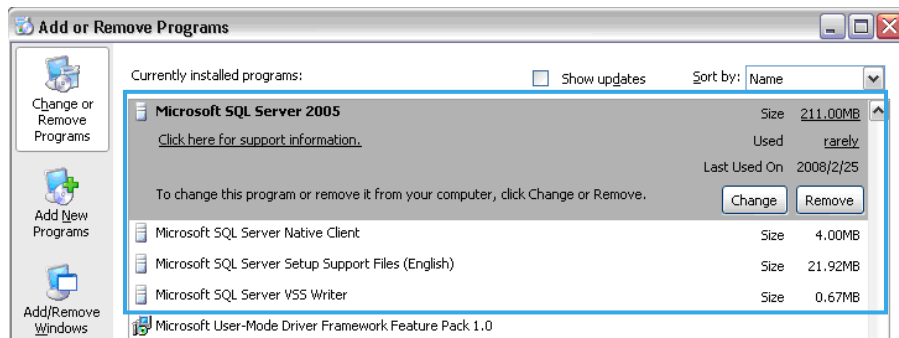 Add or Remove Programs
Change or
Remove
Programs
Add New
Programs
Add/Remove
Windows
Currently installed programs:
Show updates
Sort by: Name
Microsoft SQL Server 2005
Size 211.00MB
Click here for support information.
Used rarely
Last Used On 2008/2/25
To change this program or remove it from your computer, click Change or Remove.
Change
Remove
Microsoft SQL Server Native Client
Size 4.00MB
Microsoft SQL Server Setup Support Files (English)
Size 21.92MB
Microsoft SQL Server VSS Writer
Size 0.67MB
Microsoft User-Mode Driver Framework Feature Pack 1.0